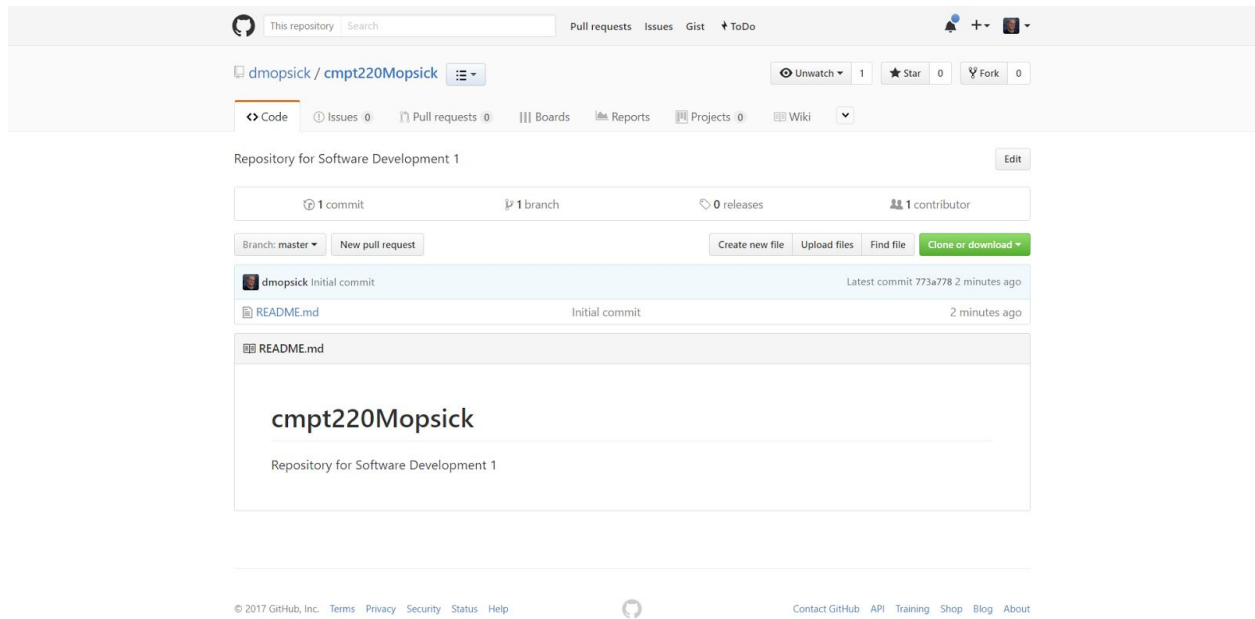 This repository Search Pull requests Issues Gist ToDo
dmopsick / cmpt220Mopsick Unwatch 1 Star 0 Fork 0
Code Issues 0 Pull requests 0 Boards Reports Projects 0 Wiki
Repository for Software Development 1 Edit
1 commit 1 branch 0 releases 1 contributor
Branch: master New pull request Create new file Upload files Find file Clone or download
dmopsick Initial commit Latest commit 773a778 2 minutes ago
README.md Initial commit 2 minutes ago
README.md
cmpt220Mopsick
Repository for Software Development 1
© 2017 GitHub, Inc. Terms Privacy Security Status Help Contact GitHub API Training Shop Blog About